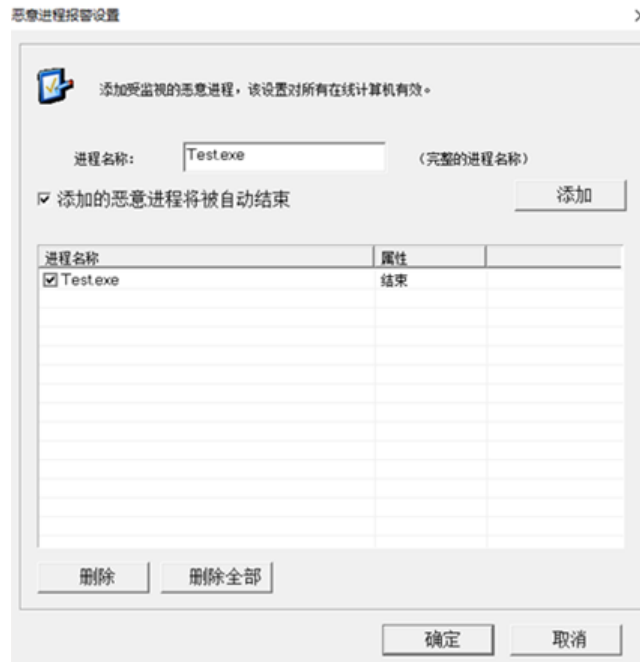 恶意进程报警设置
添加受监视的恶意进程，该设置对所有在线计算机有效。
进程名称： Test.exe （完整的进程名称）
添加的恶意进程将被自动结束 添加
进程名称 属性
Test.exe 结束
删除 删除全部
确定 取消